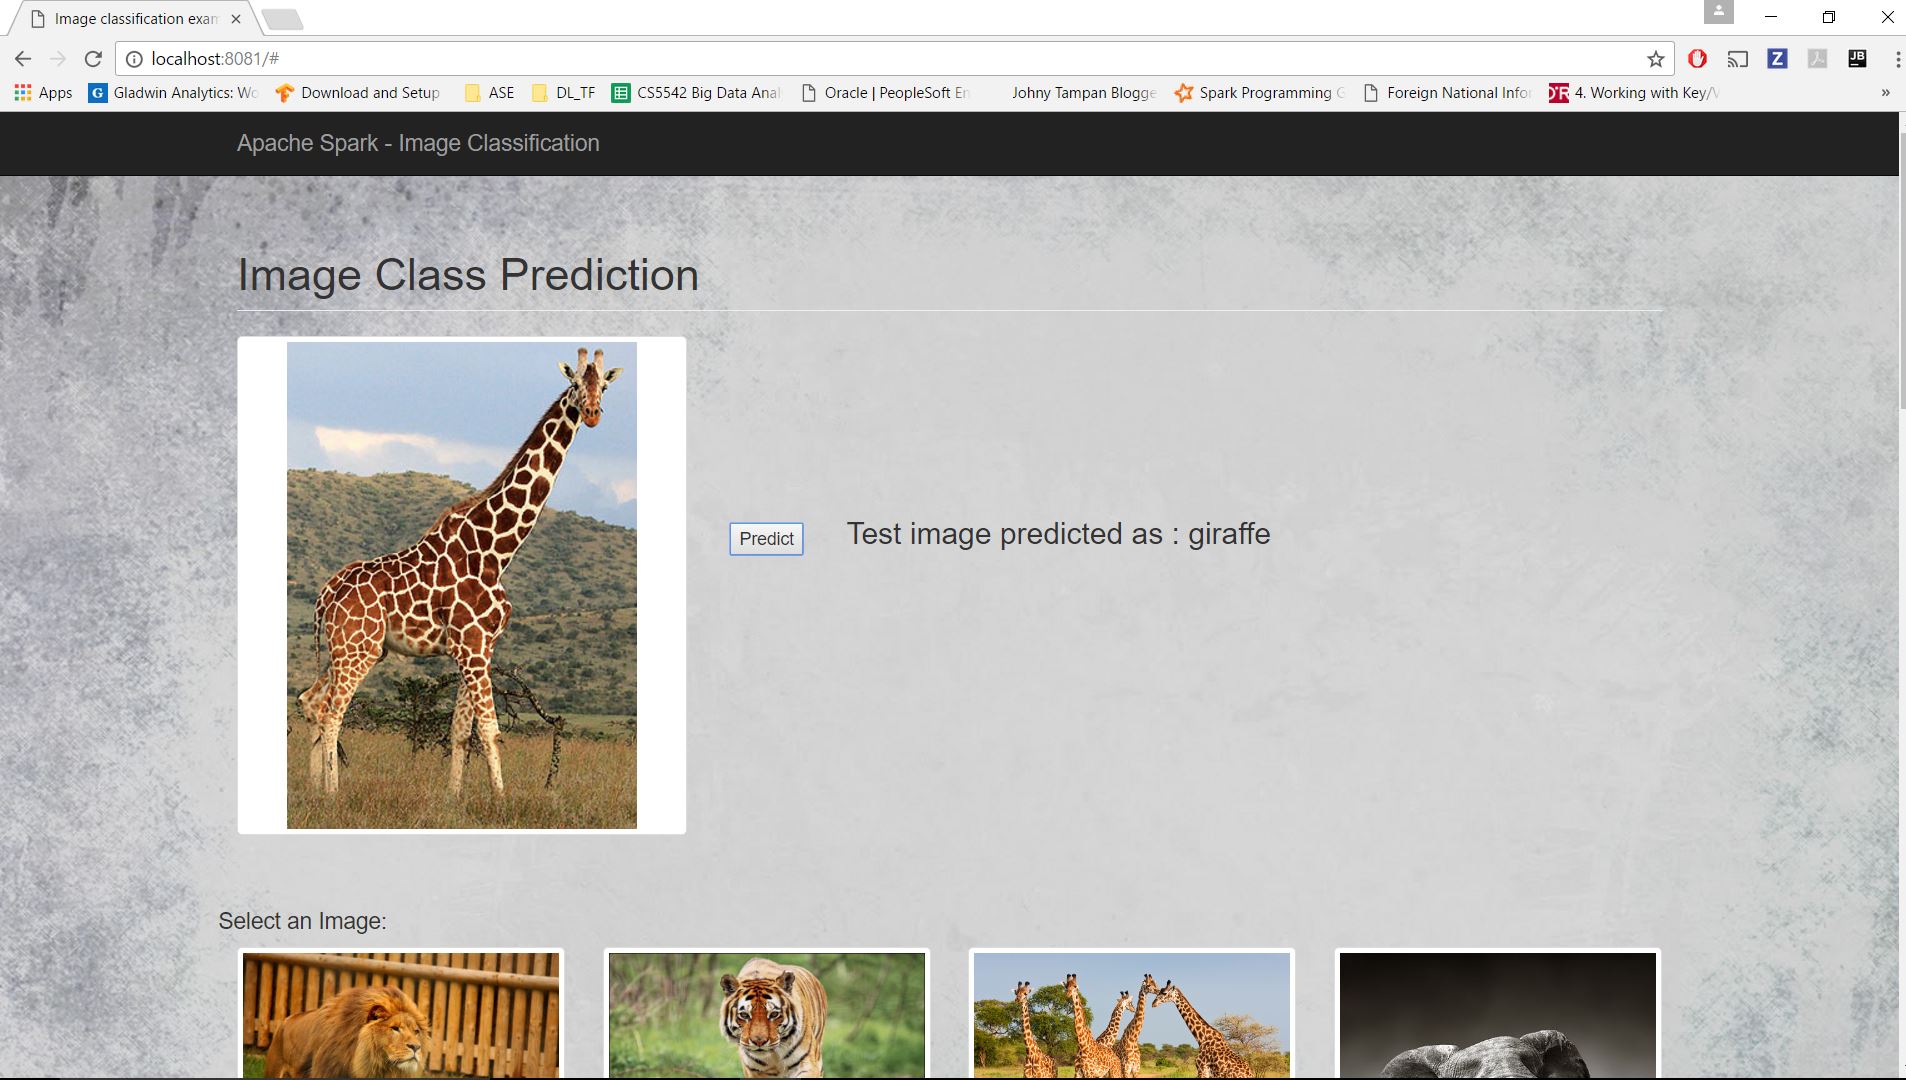 Image classification exam
localhost:8081/#
Apps
Gladwin Analytics: Wo
Download and Setup
ASE
DL_TF
CS5542 Big Data Anal
Oracle | PeopleSoft En
Johny Tampan Blogge
Spark Programming G
Foreign National Infor
4. Working with Key/V
»
Apache Spark - Image Classification
Image Class Prediction
Predict
Test image predicted as : giraffe
Select an Image: